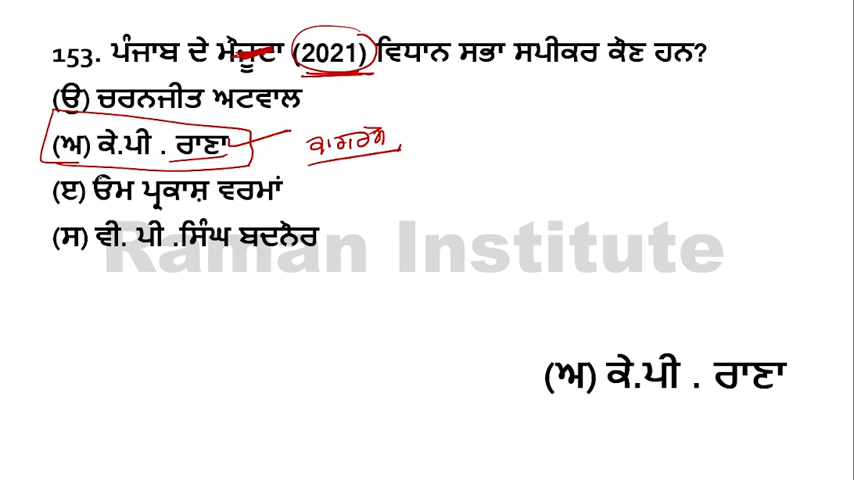 153. ਪੰਜਾਬ ਦੇ ਮੌਜੂਦਾ (2021) ਵਿਧਾਨ ਸਭਾ ਸਪੀਕਰ ਕੌਣ ਹਨ?
(ੳ) ਚਰਨਜੀਤ ਅਟਵਾਲ
(ਅ) ਕੇ.ਪੀ . ਰਾਣਾ
(ੲ) ਓਮ ਪ੍ਰਕਾਸ਼ ਵਰਮਾਂ
(ਸ) ਵੀ. ਪੀ .ਸਿੰਘ ਬਦਨੋਰ
Raman Institute
(ਅ) ਕੇ.ਪੀ . ਰਾਣਾ